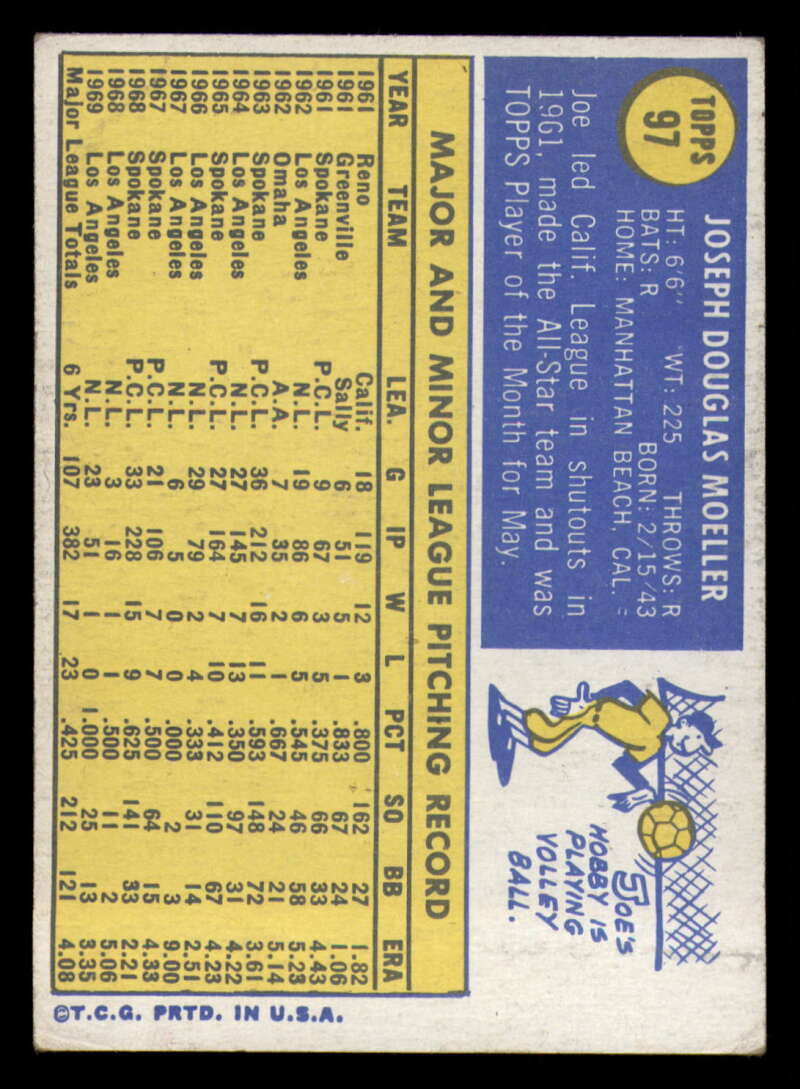 TOPPS
97
JOSEPH DOUGLAS MOELLER
HT: 6'6" WT: 225 THROWS: R
BATS: R BORN: 2/15/43
HOME: MANHATTAN BEACH, CAL.
Joe led Calif. League in shutouts in
1961, made the All-Star team and was
TOPPS Player of the Month for May.
JOE'S
HOBBY IS
PLAYING
VOLLEY
BALL.
MAJOR AND MINOR LEAGUE PITCHING RECORD
YEAR TEAM LEA. G IP W L PCT SO BB ERA
1961 Reno Calif. 18 119 12 3 .800 162 27 1.82
1961 Greenville Sally 6 51 5 1 .833 67 24 1.06
1961 Spokane P.C.L. 9 67 3 5 .375 66 33 4.43
1962 Los Angeles N.L. 19 86 6 5 .545 46 58 5.23
1962 Omaha A.A. 7 35 2 1 .667 24 21 5.14
1963 Spokane P.C.L. 36 212 16 11 .593 148 72 3.61
1964 Los Angeles N.L. 27 145 7 13 .350 97 31 4.22
1965 Spokane P.C.L. 27 164 7 10 .412 110 67 4.23
1966 Los Angeles N.L. 29 79 2 4 .333 31 14 2.51
1967 Los Angeles N.L. 6 5 0 0 .000 2 3 9.00
1967 Spokane P.C.L. 21 106 7 7 .500 64 15 4.33
1968 Spokane P.C.L. 33 228 15 9 .625 141 33 2.21
1968 Los Angeles N.L. 3 16 1 1 .500 11 2 5.06
1969 Los Angeles N.L. 23 51 1 0 1.000 25 13 3.35
Major League Totals 6 Yrs. 107 382 17 23 .425 212 121 4.08
©T.C.G. PRTD. IN U.S.A.